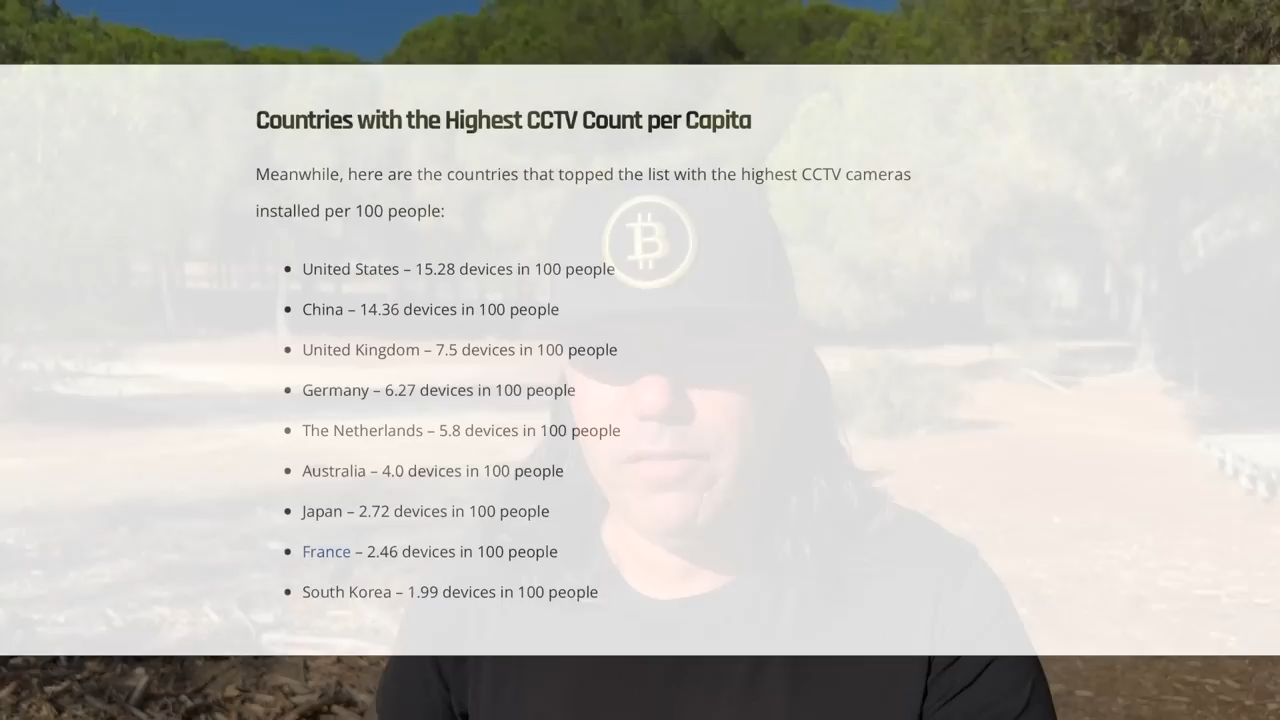 Countries with the Highest CCTV Count per Capita
Meanwhile, here are the countries that topped the list with the highest CCTV cameras
installed per 100 people:
• United States – 15.28 devices in 100 people
• China – 14.36 devices in 100 people
• United Kingdom – 7.5 devices in 100 people
• Germany – 6.27 devices in 100 people
• The Netherlands – 5.8 devices in 100 people
• Australia – 4.0 devices in 100 people
• Japan – 2.72 devices in 100 people
• France – 2.46 devices in 100 people
• South Korea – 1.99 devices in 100 people